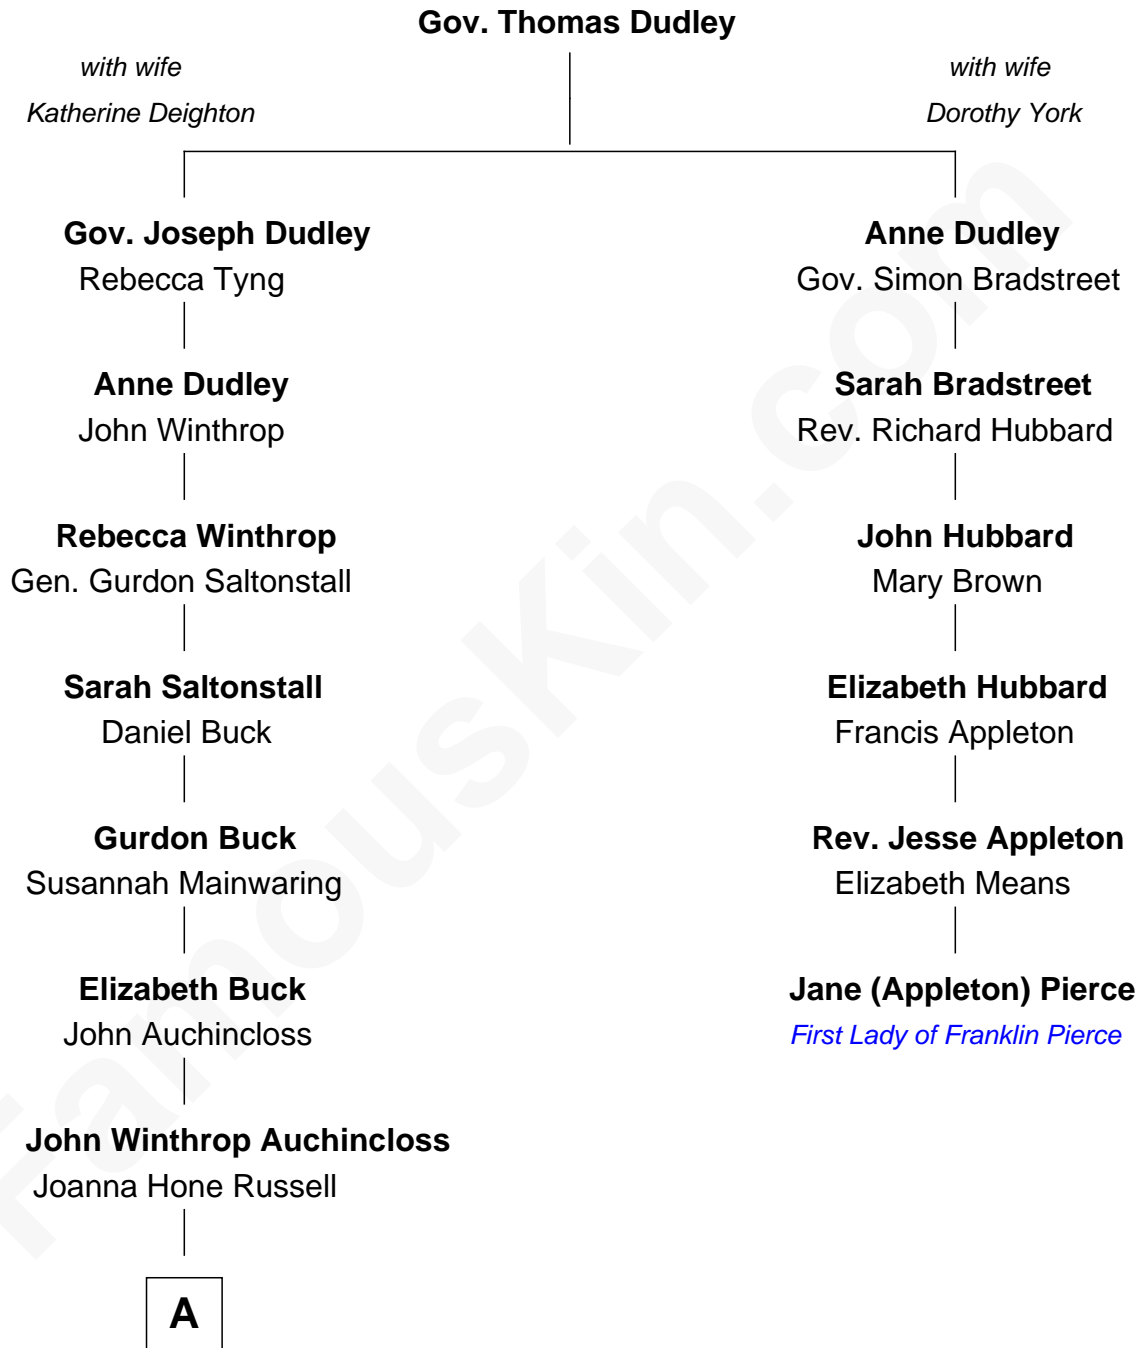 Gov. Thomas Dudley
with wife
Katherine Deighton
with wife
Dorothy York
Gov. Joseph Dudley
Rebecca Tyng
Anne Dudley
Gov. Simon Bradstreet
Anne Dudley
John Winthrop
Sarah Bradstreet
Rev. Richard Hubbard
Rebecca Winthrop
Gen. Gurdon Saltonstall
John Hubbard
Mary Brown
Sarah Saltonstall
Daniel Buck
Elizabeth Hubbard
Francis Appleton
Gurdon Buck
Susannah Mainwaring
Rev. Jesse Appleton
Elizabeth Means
Elizabeth Buck
John Auchincloss
Jane (Appleton) Pierce
First Lady of Franklin Pierce
John Winthrop Auchincloss
Joanna Hone Russell
A
FamousKin.com